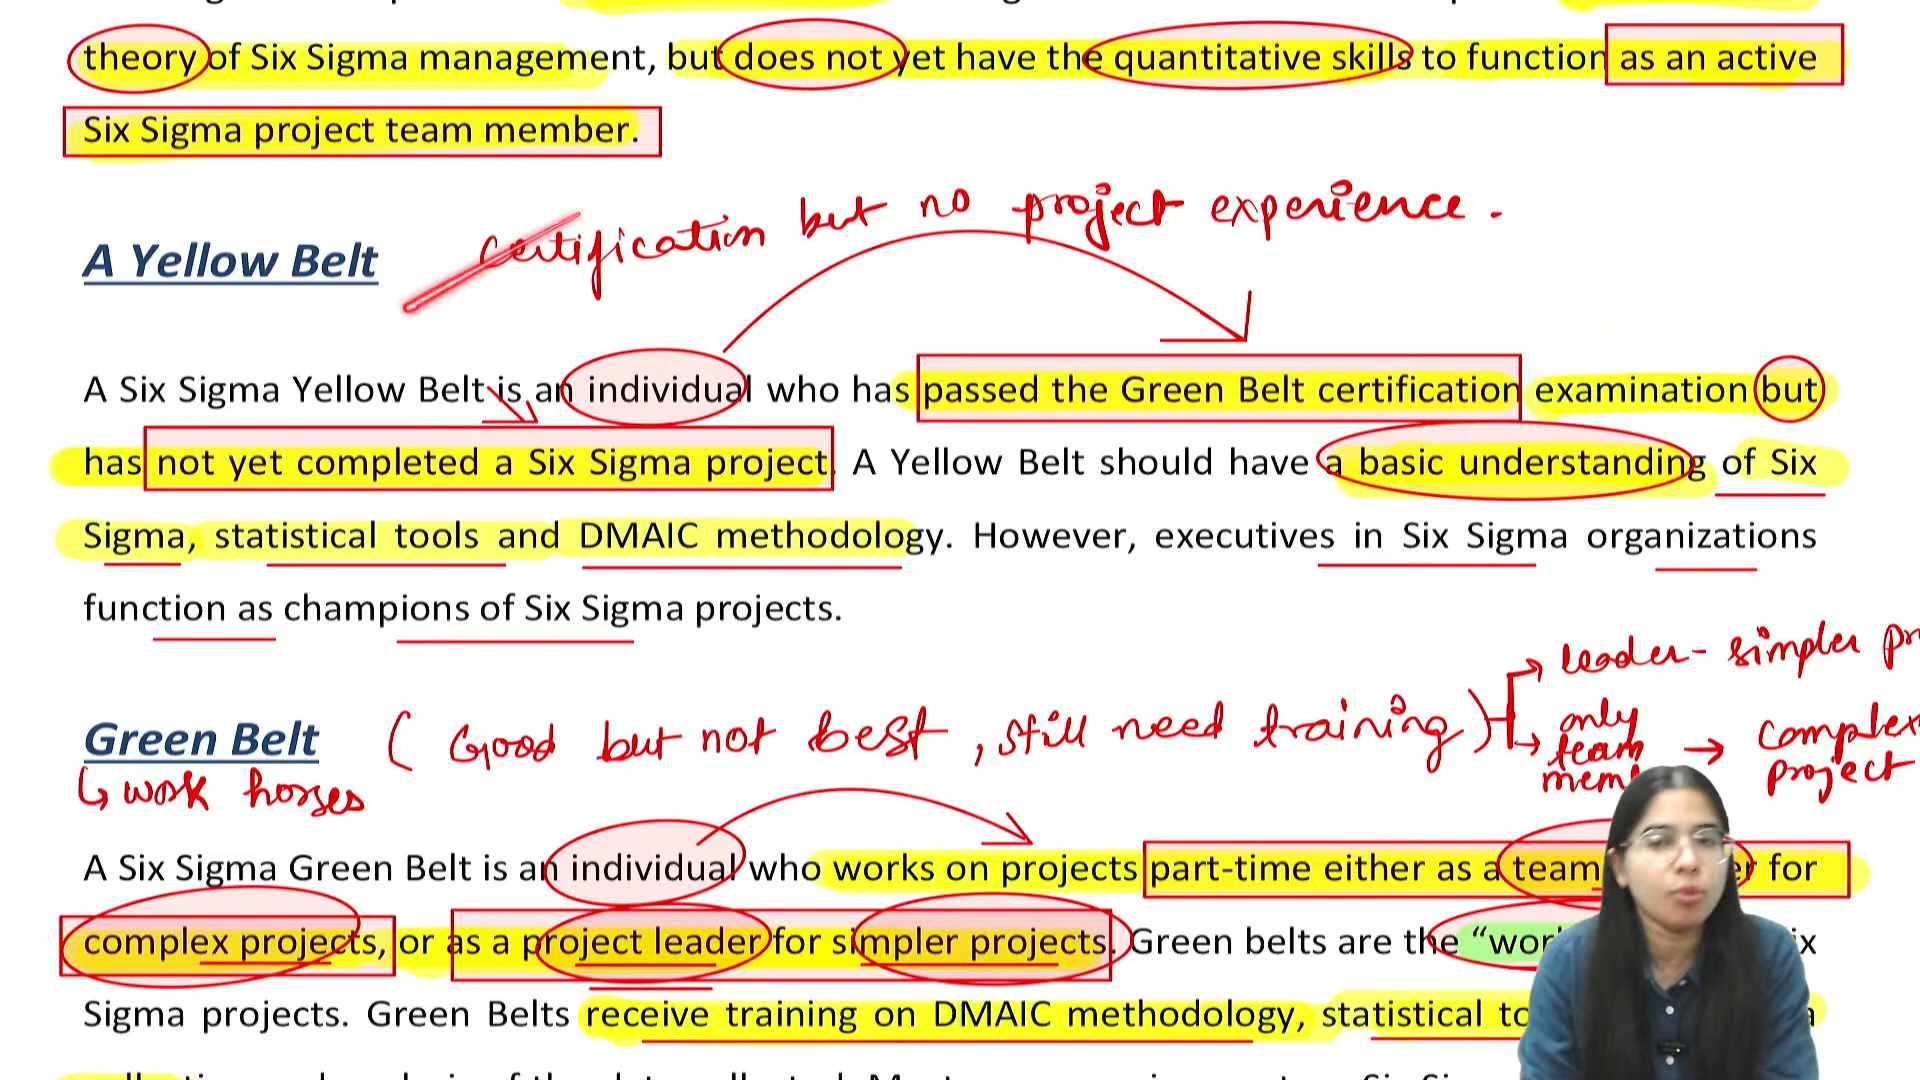 theory of Six Sigma management, but does not yet have the quantitative skills to function as an active
Six Sigma project team member.
certification but no project experience.
A Yellow Belt
A Six Sigma Yellow Belt is an individual who has passed the Green Belt certification examination but
has not yet completed a Six Sigma project. A Yellow Belt should have a basic understanding of Six
Sigma, statistical tools and DMAIC methodology. However, executives in Six Sigma organizations
function as champions of Six Sigma projects.
leader - simpler
Green Belt (Good but not best, still need training)
only team → complex project
↳ work horses
A Six Sigma Green Belt is an individual who works on projects part-time either as a team for
complex projects, or as a project leader for simpler projects. Green belts are the
Sigma projects. Green Belts receive training on DMAIC methodology, statistical